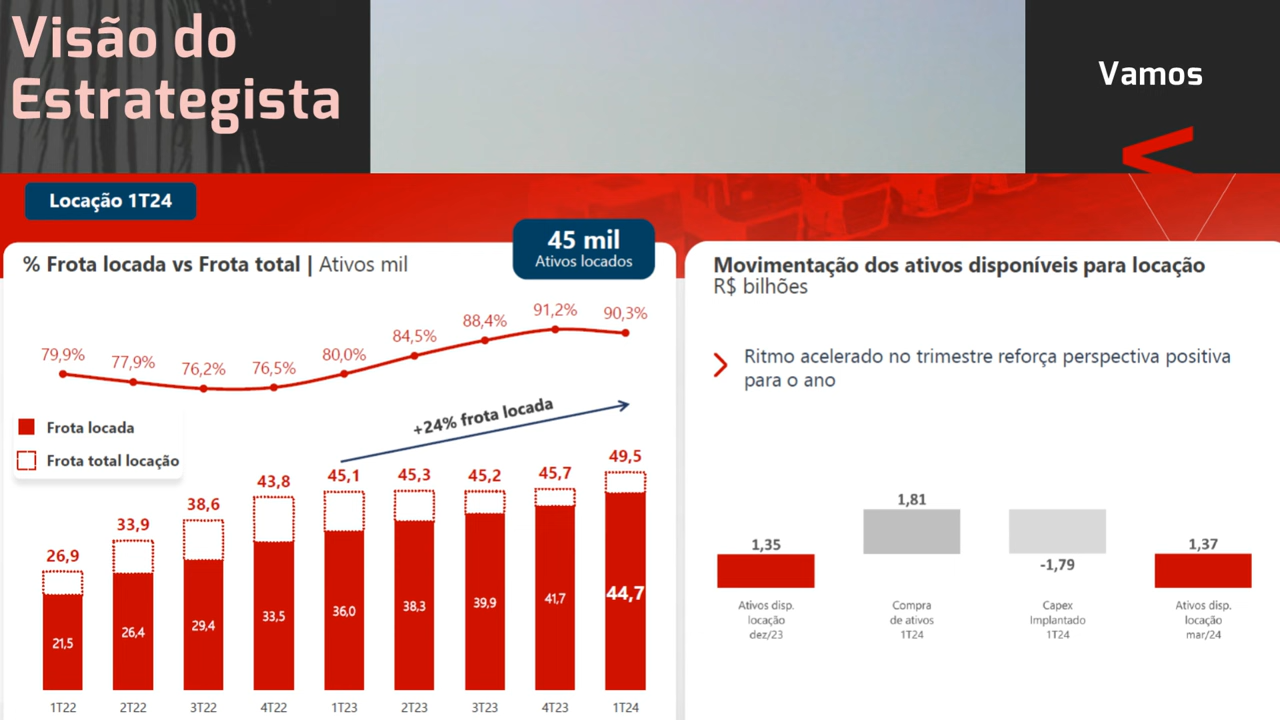 Visão do
Estrategista
Vamos
Locação 1T24
45 mil
Ativos locados
% Frota locada vs Frota total | Ativos mil
79,9%
77,9%
76,2%
76,5%
80,0%
84,5%
88,4%
91,2%
90,3%
+24% frota locada
Frota locada
Frota total locação
26,9
33,9
38,6
43,8
45,1
45,3
45,2
45,7
49,5
21,5
26,4
29,4
33,5
36,0
38,3
39,9
41,7
44,7
1T22
2T22
3T22
4T22
1T23
2T23
3T23
4T23
1T24
Movimentação dos ativos disponíveis para locação
R$ bilhões
Ritmo acelerado no trimestre reforça perspectiva positiva
para o ano
1,35
1,81
-1,79
1,37
Ativos disp.
locação
dez/23
Compra
de ativos
1T24
Capex
Implantado
1T24
Ativos disp.
locação
mar/24